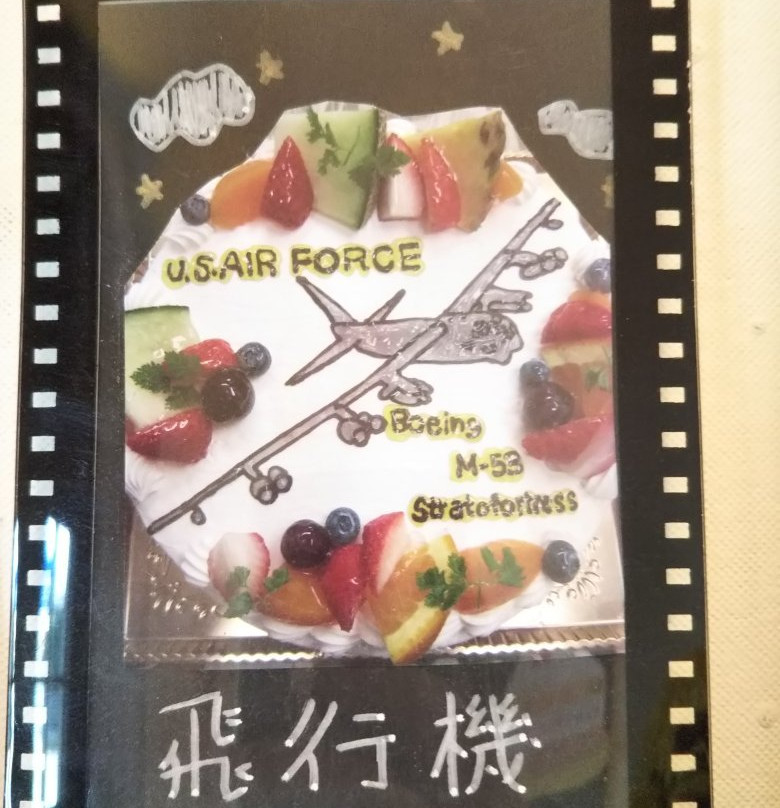 U.S.AIR FORCE
Boeing
M-53
Stratofortress
飛行機